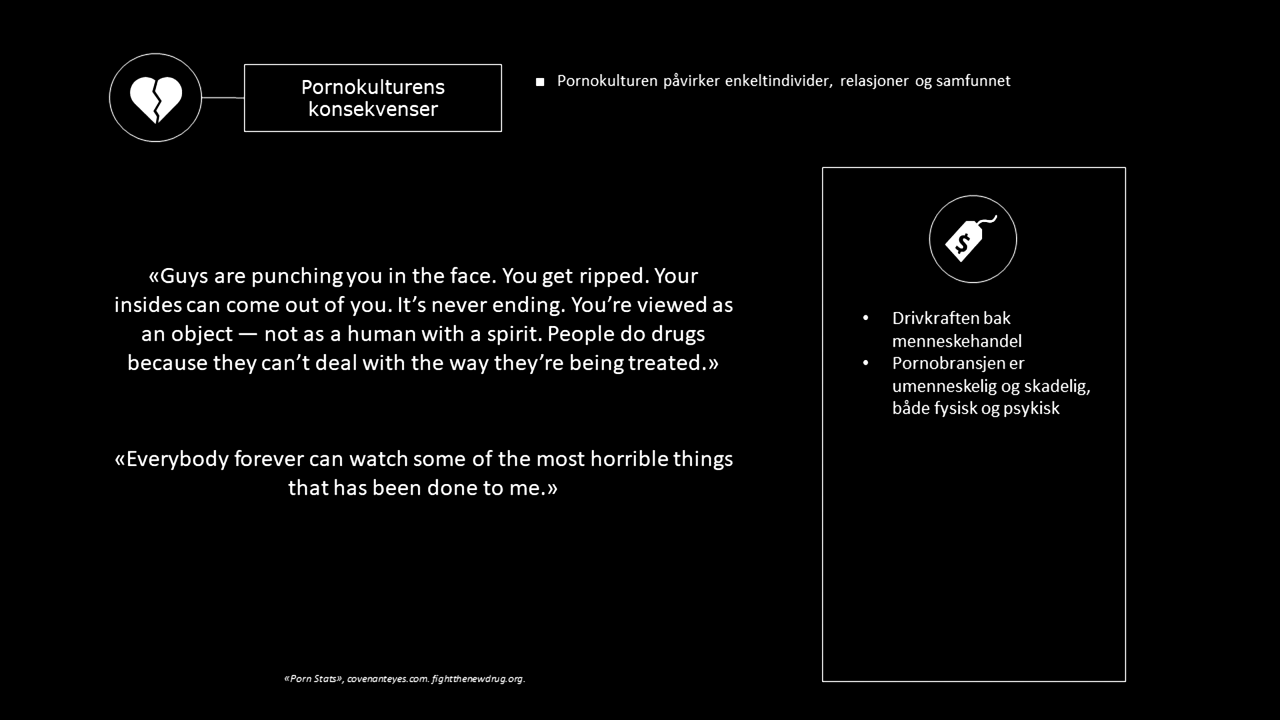 Pornokulturens
konsekvenser
▪ Pornokulturen påvirker enkeltindivider, relasjoner og samfunnet
«Guys are punching you in the face. You get ripped. Your
insides can come out of you. It’s never ending. You’re viewed as
an object — not as a human with a spirit. People do drugs
because they can’t deal with the way they’re being treated.»
«Everybody forever can watch some of the most horrible things
that has been done to me.»
$
• Drivkraften bak
menneskehandel
• Pornobransjen er
umenneskelig og skadelig,
både fysisk og psykisk
«Porn Stats», covenanteyes.com. fightthenewdrug.org.